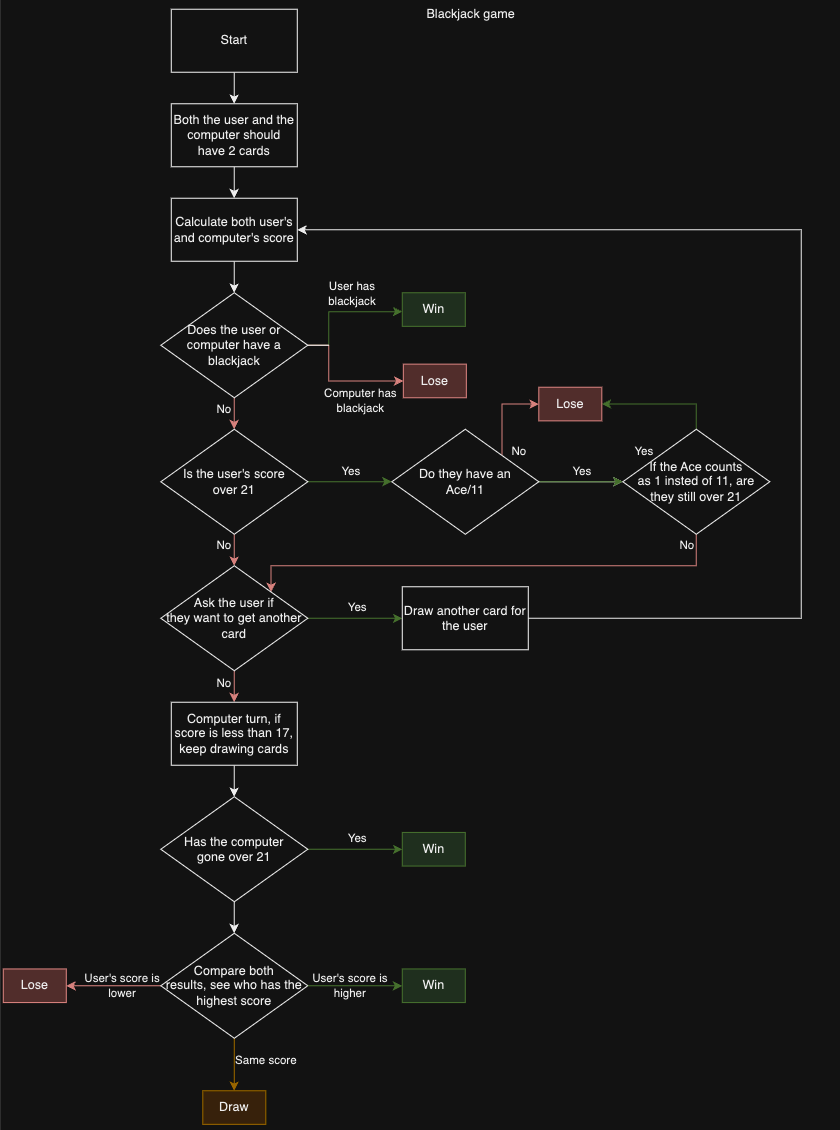 Blackjack game
Start
Both the user and the
computer should
have 2 cards
Calculate both user's
and computer's score
User has
blackjack
Win
Does the user or
computer have a
blackjack
Lose
Computer has
blackjack
No
Lose
No
Yes
Is the user's score
over 21
Yes
Do they have an
Ace/11
Yes
If the Ace counts
as 1 insted of 11, are
they still over 21
No
No
Ask the user if
they want to get another
card
Yes
Draw another card for
the user
No
Computer turn, if
score is less than 17,
keep drawing cards
Has the computer
gone over 21
Yes
Win
Lose
User's score is
lower
Compare both
results, see who has the
highest score
User's score is
higher
Win
Same score
Draw